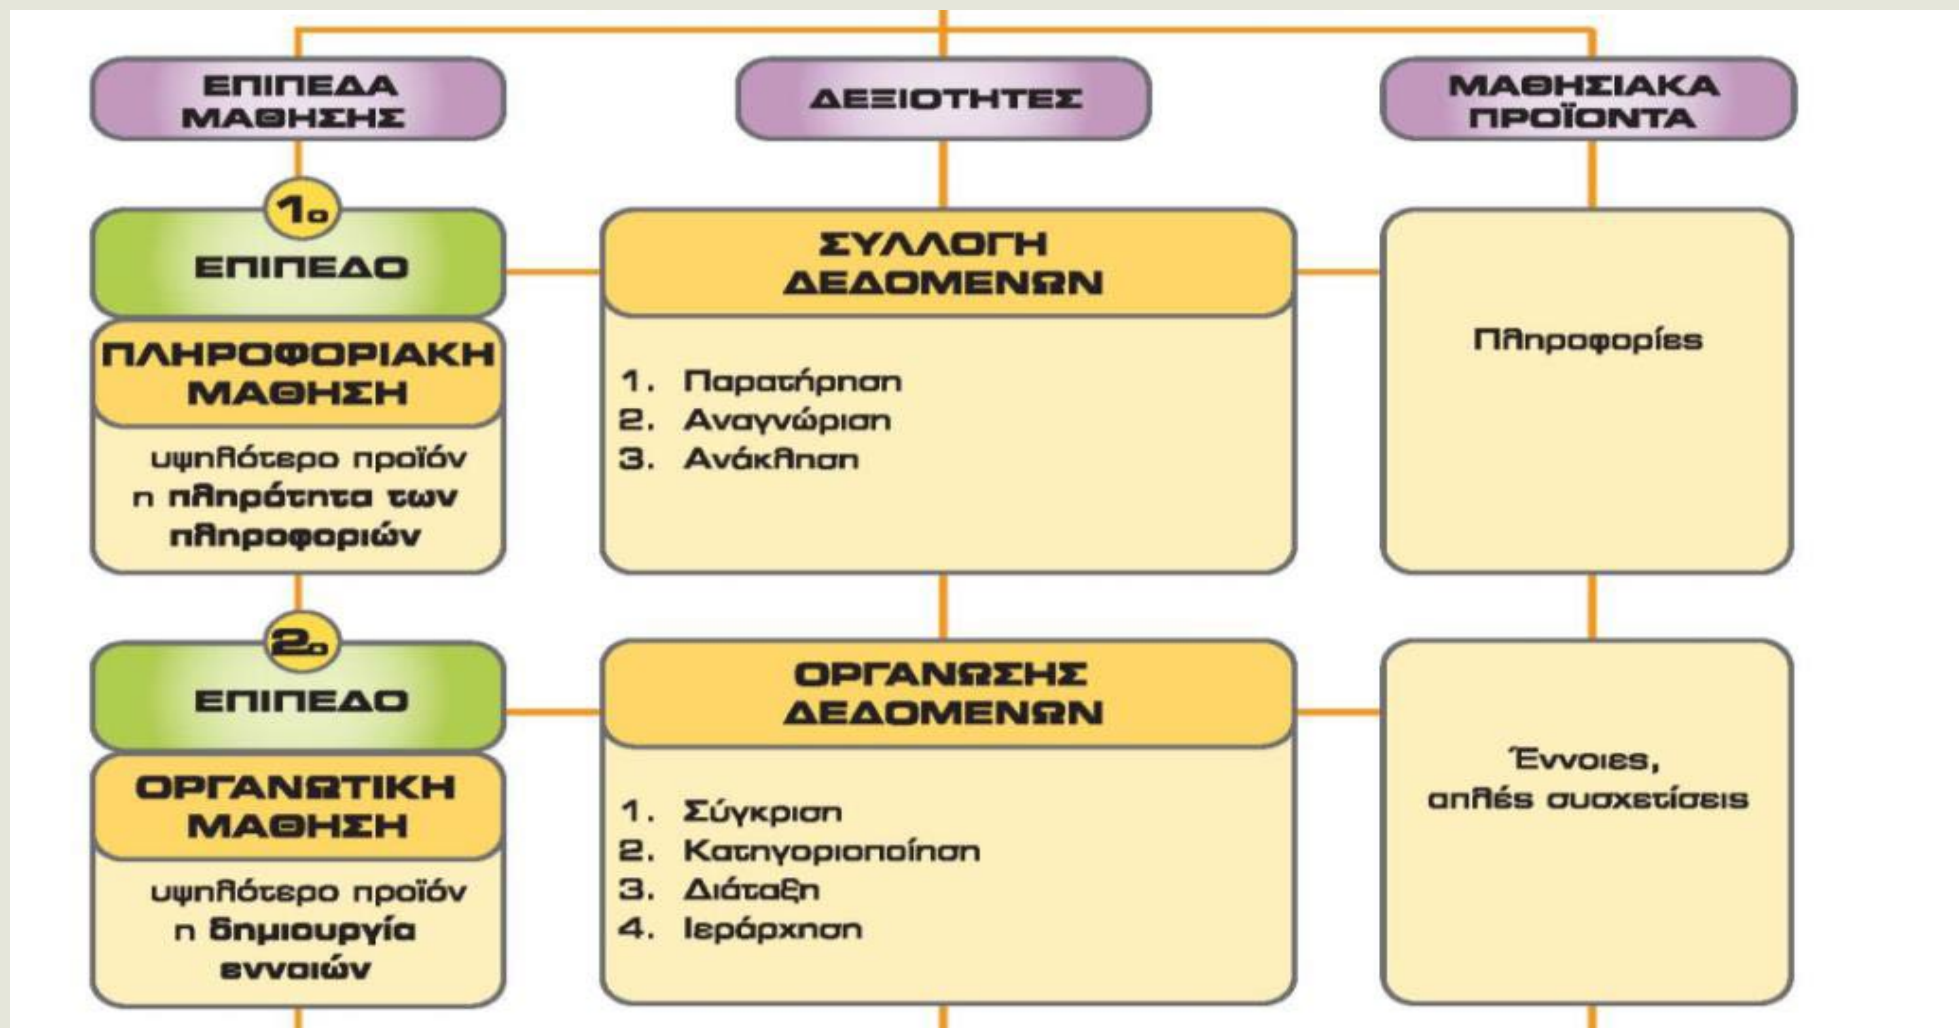 ΕΠΙΠΕΔΑ
ΜΑΘΗΣΗΣ
ΔΕΞΙΟΤΗΤΕΣ
ΜΑΘΗΣΙΑΚΑ
ΠΡΟΪΟΝΤΑ
1ο
ΕΠΙΠΕΔΟ
ΠΛΗΡΟΦΟΡΙΑΚΗ
ΜΑΘΗΣΗ
υψηλότερο προϊόν
η πληρότητα των
πληροφοριών
ΣΥΛΛΟΓΗ
ΔΕΔΟΜΕΝΩΝ
1. Παρατήρηση
2. Αναγνώριση
3. Ανάκληση
Πληροφορίες
2ο
ΕΠΙΠΕΔΟ
ΟΡΓΑΝΩΤΙΚΗ
ΜΑΘΗΣΗ
υψηλότερο προϊόν
η δημιουργία
εννοιών
ΟΡΓΑΝΩΣΗΣ
ΔΕΔΟΜΕΝΩΝ
1. Σύγκριση
2. Κατηγοριοποίηση
3. Διάταξη
4. Ιεράρχηση
Έννοιες,
απλές συσχετίσεις